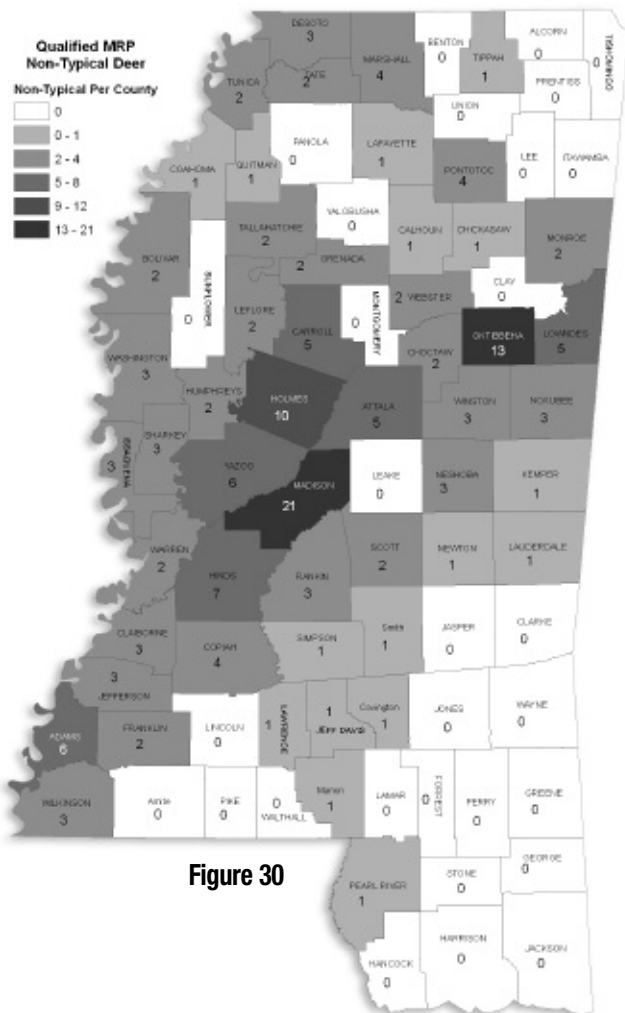 Qualified MRP
Non-Typical Deer
Non-Typical Per County
0
0 - 1
2 - 4
5 - 8
9 - 12
13 - 21
DESOTO
3
TUNICA
2
TATE
2
MARSHALL
4
BENTON
0
TIPPAH
1
ALCORN
0
TISHOMINGO
0
PRENTISS
0
UNION
0
PANOLA
0
LAFAYETTE
1
COAHOMA
1
QUITMAN
1
PONTOTOC
4
LEE
0
ITAWAMBA
0
YALOBUSHA
0
TALLAHATCHIE
2
CALHOUN
1
CHICKASAW
1
MONROE
2
BOLIVAR
2
SUNFLOWER
0
GRENADA
2
CLAY
0
LEFLORE
2
CARROLL
5
MONTGOMERY
0
WEBSTER
2
OKTIBBEHA
13
LOWNDES
5
CHOCTAW
2
WASHINGTON
3
HUMPHREYS
2
HOLMES
10
ATTALA
5
WINSTON
3
NOXUBEE
3
SHARKEY
3
ISSAQUENA
3
YAZOO
6
MADISON
21
LEAKE
0
NESHOBA
3
KEMPER
1
WARREN
2
HINDS
7
RANKIN
3
SCOTT
2
NEWTON
1
LAUDERDALE
1
CLAIBORNE
3
COPIAH
4
SIMPSON
1
Smith
1
JASPER
0
CLARKE
0
3
JEFFERSON
ADAMS
6
FRANKLIN
2
LINCOLN
0
LAWRENCE
1
1
JEFF DAVIS
Covington
1
JONES
0
WAYNE
0
WILKINSON
3
Amite
0
PIKE
0
0
WALTHALL
Marion
1
LAMAR
0
FORREST
0
PERRY
0
GREENE
0
Figure 30
PEARL RIVER
1
STONE
0
GEORGE
0
HANCOCK
0
HARRISON
0
JACKSON
0